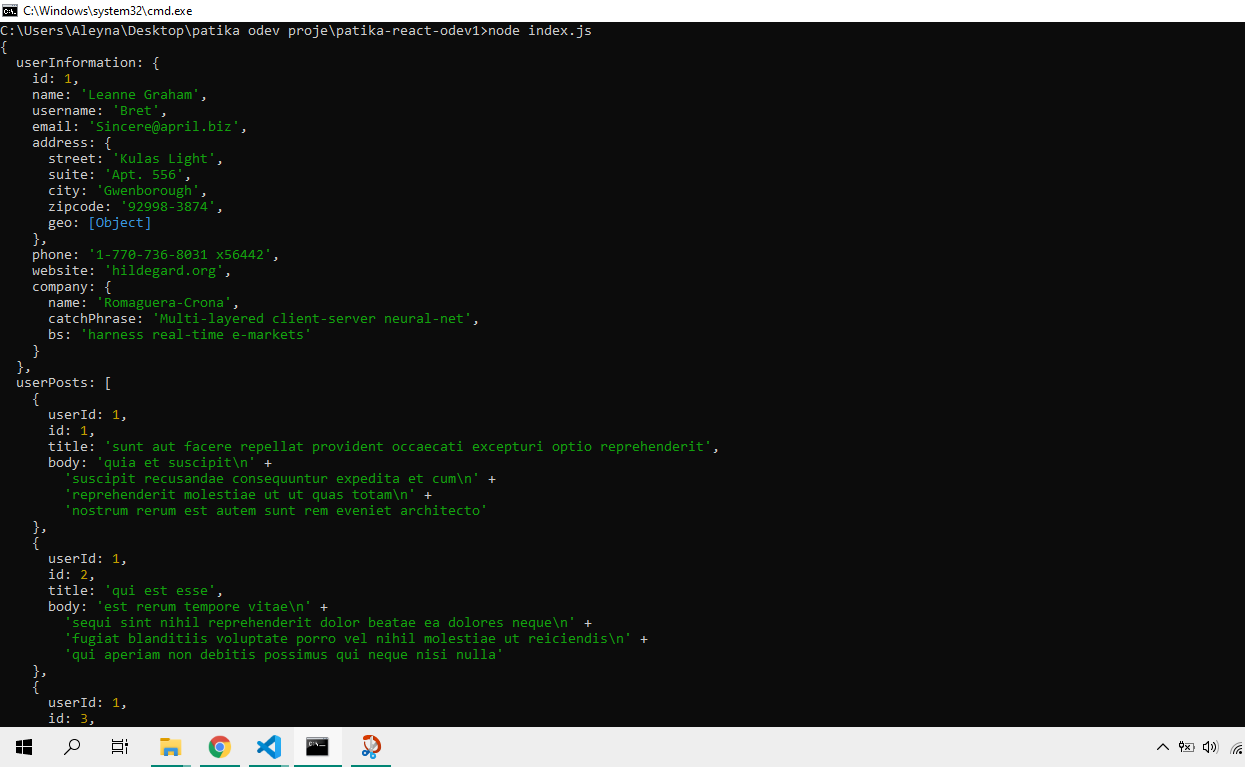 C:\Windows\system32\cmd.exe
C:\Users\Aleyna\Desktop\patika odev proje\patika-react-odev1>node index.js
{
  userInformation: {
    id: 1,
    name: 'Leanne Graham',
    username: 'Bret',
    email: 'Sincere@april.biz',
    address: {
      street: 'Kulas Light',
      suite: 'Apt. 556',
      city: 'Gwenborough',
      zipcode: '92998-3874',
      geo: [Object]
    },
    phone: '1-770-736-8031 x56442',
    website: 'hildegard.org',
    company: {
      name: 'Romaguera-Crona',
      catchPhrase: 'Multi-layered client-server neural-net',
      bs: 'harness real-time e-markets'
    }
  },
  userPosts: [
    {
      userId: 1,
      id: 1,
      title: 'sunt aut facere repellat provident occaecati excepturi optio reprehenderit',
      body: 'quia et suscipit\n' +
        'suscipit recusandae consequuntur expedita et cum\n' +
        'reprehenderit molestiae ut ut quas totam\n' +
        'nostrum rerum est autem sunt rem eveniet architecto'
    },
    {
      userId: 1,
      id: 2,
      title: 'qui est esse',
      body: 'est rerum tempore vitae\n' +
        'sequi sint nihil reprehenderit dolor beatae ea dolores neque\n' +
        'fugiat blanditiis voluptate porro vel nihil molestiae ut reiciendis\n' +
        'qui aperiam non debitis possimus qui neque nisi nulla'
    },
    {
      userId: 1,
      id: 3,